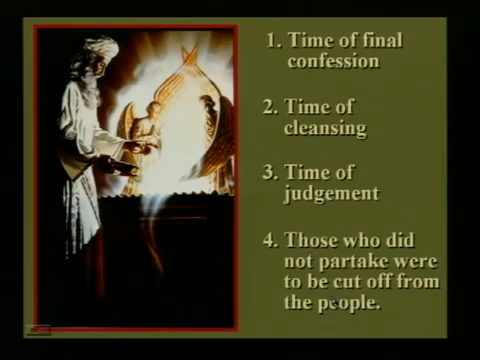 1. Time of final
confession
2. Time of
cleansing
3. Time of
judgement
4. Those who did
not partake were
to be cut off from
the people.